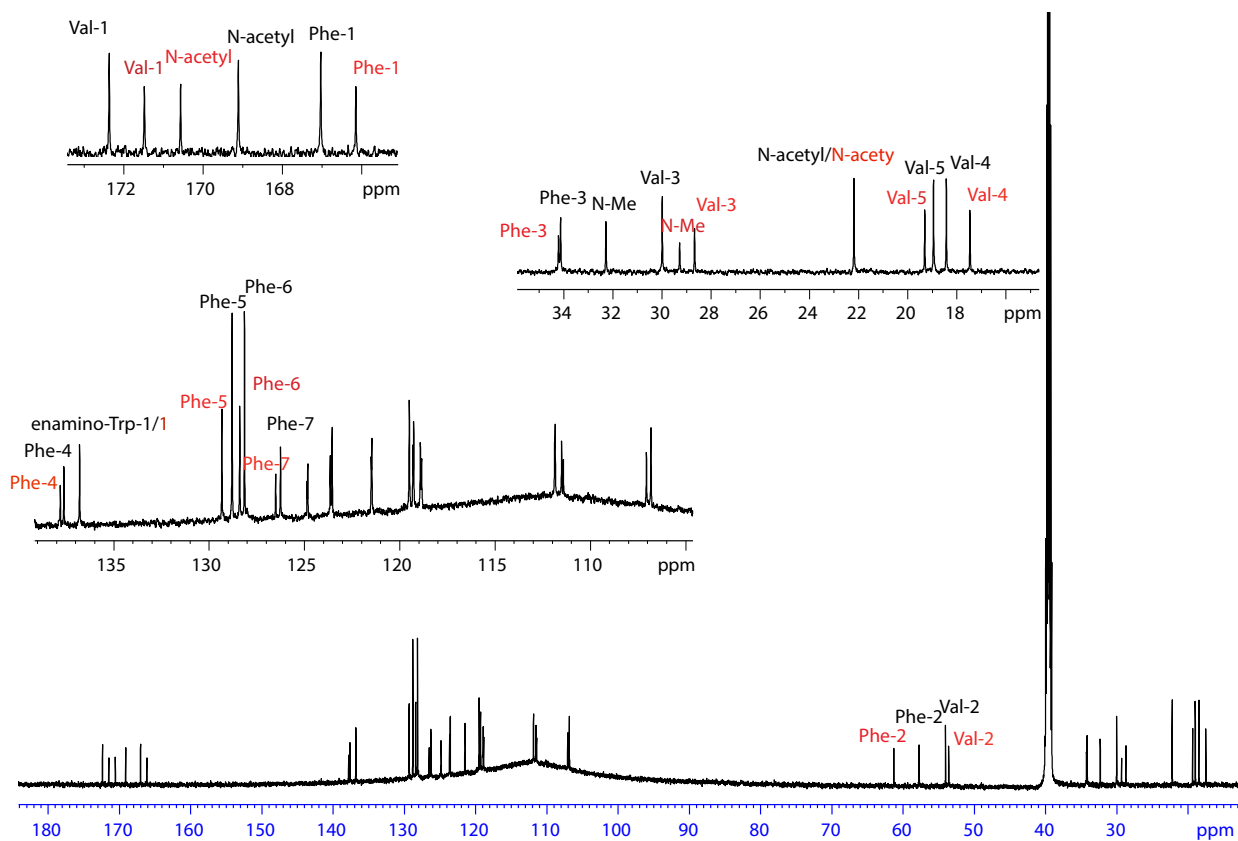 Val-1
Val-1
N-acetyl
N-acetyl
Phe-1
Phe-1
172 170 168 ppm
Phe-3
Phe-3
N-Me
Val-3
N-Me
Val-3
N-acetyl/N-acety
Val-5
Val-5
Val-4
Val-4
34 32 30 28 26 24 22 20 18 ppm
Phe-5
Phe-6
Phe-5
Phe-6
enamino-Trp-1/1
Phe-7
Phe-4
Phe-7
Phe-4
135 130 125 120 115 110 ppm
Phe-2
Phe-2
Val-2
Val-2
180 170 160 150 140 130 120 110 100 90 80 70 60 50 40 30 ppm